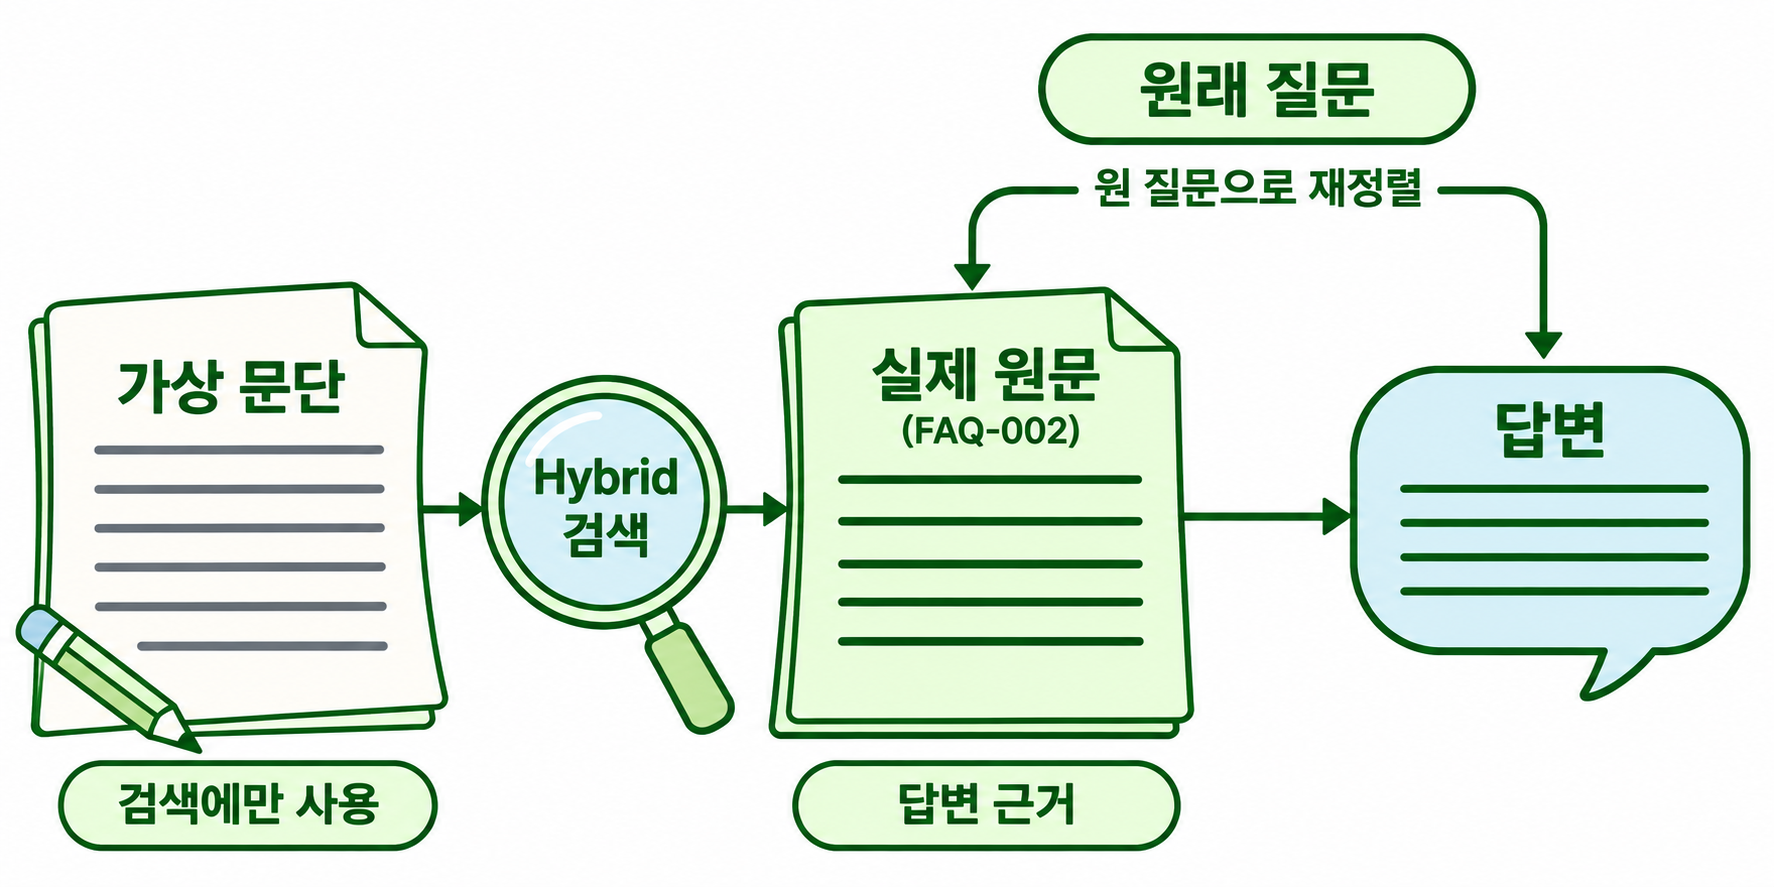 원래 질문
원 질문으로 재정렬
가상 문단
Hybrid
검색
실제 원문
(FAQ-002)
답변
검색에만 사용
답변 근거